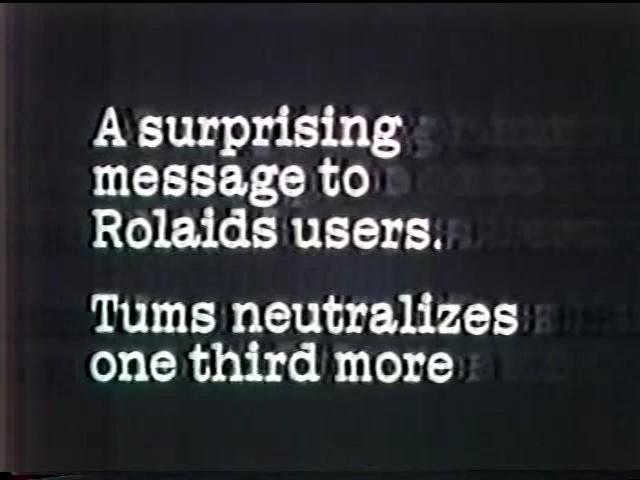 A surprising
message to
Rolaids users.
Tums neutralizes
one third more